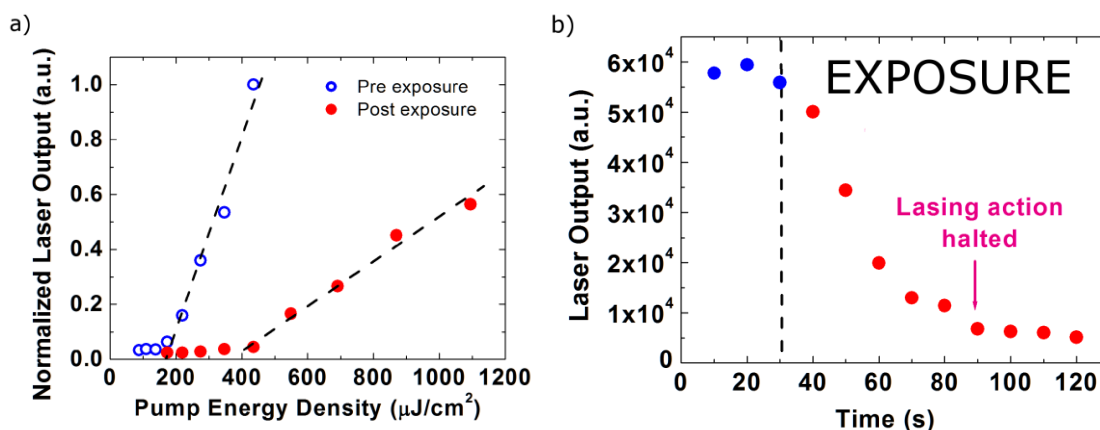 a)
Normalized Laser Output (a.u.)
1.0
0.8
0.6
0.4
0.2
0.0
Pre exposure
Post exposure
0 200 400 600 800 1000 1200
Pump Energy Density (μJ/cm²)
b)
Laser Output (a.u.)
6x10⁴
5x10⁴
4x10⁴
3x10⁴
2x10⁴
1x10⁴
0
EXPOSURE
Lasing action
halted
0 20 40 60 80 100 120
Time (s)